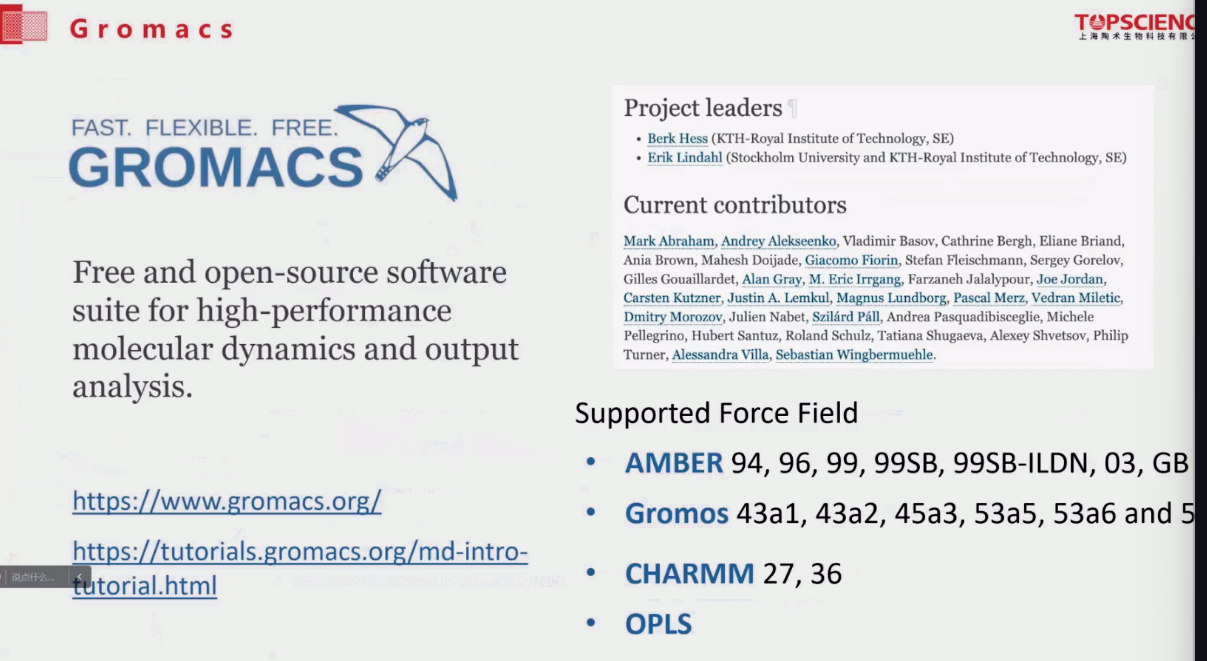 Gromacs
TOPSCIENC
上海陶术生物科技有限
FAST. FLEXIBLE. FREE.
GROMACS
Free and open-source software
suite for high-performance
molecular dynamics and output
analysis.
https://www.gromacs.org/
https://tutorials.gromacs.org/md-intro-
tutorial.html
说点什么...
Project leaders ¶
• Berk Hess (KTH-Royal Institute of Technology, SE)
• Erik Lindahl (Stockholm University and KTH-Royal Institute of Technology, SE)
Current contributors
Mark Abraham, Andrey Alekseenko, Vladimir Basov, Cathrine Bergh, Eliane Briand,
Ania Brown, Mahesh Doijade, Giacomo Fiorin, Stefan Fleischmann, Sergey Gorelov,
Gilles Gouaillardet, Alan Gray, M. Eric Irrgang, Farzaneh Jalalypour, Joe Jordan,
Carsten Kutzner, Justin A. Lemkul, Magnus Lundborg, Pascal Merz, Vedran Miletic,
Dmitry Morozov, Julien Nabet, Szilárd Páll, Andrea Pasquadibisceglie, Michele
Pellegrino, Hubert Santuz, Roland Schulz, Tatiana Shugaeva, Alexey Shvetsov, Philip
Turner, Alessandra Villa, Sebastian Wingbermuehle.
Supported Force Field
• AMBER 94, 96, 99, 99SB, 99SB-ILDN, 03, GB
• Gromos 43a1, 43a2, 45a3, 53a5, 53a6 and 5
• CHARMM 27, 36
• OPLS